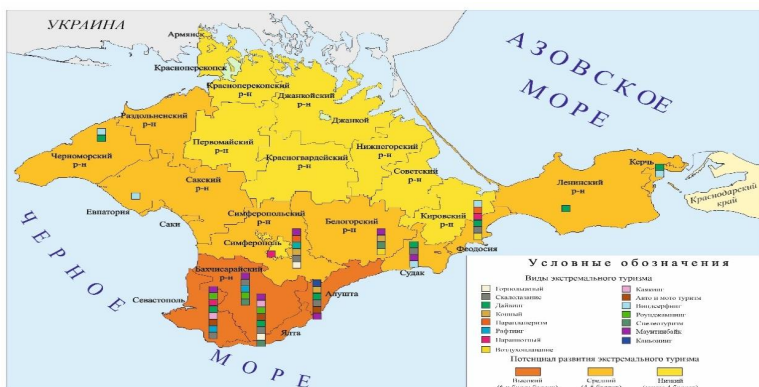 УКРАИНА
АЗОВСКОЕ
МОРЕ
Армянск
Красноперекопск
Красноперекопский
р-н
Джанкойский
р-н
Джанкой
Раздольненский
р-н
Первомайский
р-н
Нижнегорский
р-н
Черноморский
р-н
Красногвардейский
р-н
Советский
р-н
Керчь
Ленинский
р-н
Краснодарский
край
Сакский
р-н
Кировский
р-н
Евпатория
Симферопольский
р-н
Белогорский
р-н
Саки
Феодосия
Симферополь
Судак
Бахчисарайский
р-н
Севастополь
Алушта
Ялта
ЧЕРНОЕ
МОРЕ
Условные обозначения
Виды экстремального туризма
Скалолазание
Дайвинг
Конный
Рафтинг
Воздухоплавание
Каякинг
Авто и мото туризм
Виндсерфинг
Роупджампинг
Спелеотуризм
Маунтинбайк
Каньонинг
Потенциал развития экстремального туризма
Высокий
Средний
Низкий